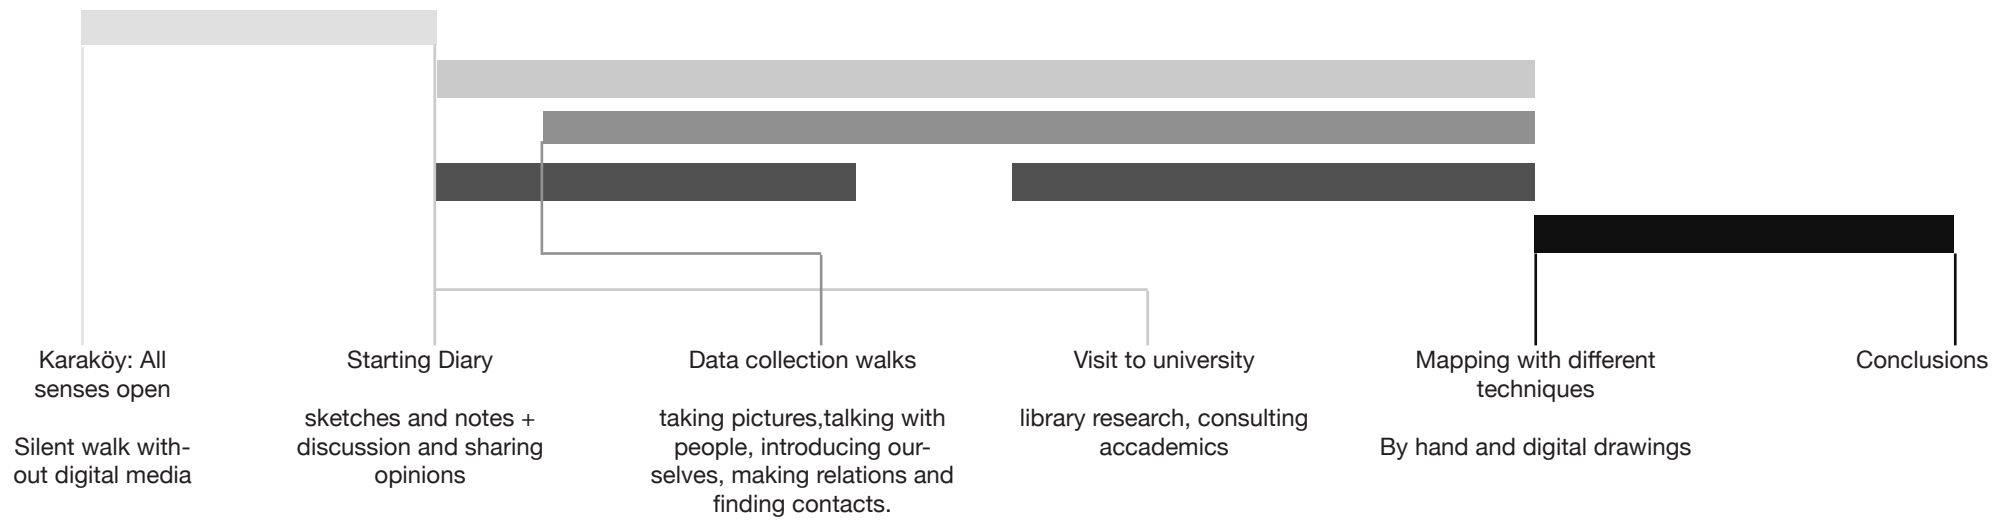 Karaköy: All
senses open
Silent walk with-
out digital media
Starting Diary
sketches and notes +
discussion and sharing
opinions
Data collection walks
taking pictures,talking with
people, introducing our-
selves, making relations and
finding contacts.
Visit to university
library research, consulting
accademics
Mapping with different
techniques
By hand and digital drawings
Conclusions